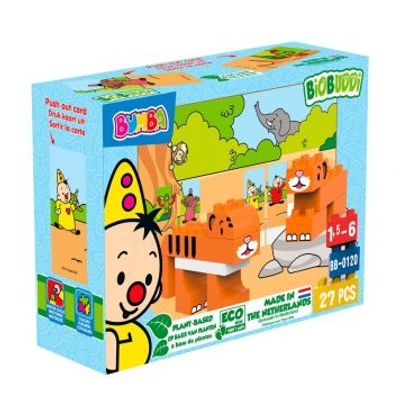 Push out card
Druk kaart uit
Sortir la carte
BUMBA
BiOBUDDi
1,5-6
BB-0120
27 PCS
PLANT-BASED
OP BASIS VAN PLANTEN
à base de plantes
ECO
MADE IN
THE NETHERLANDS